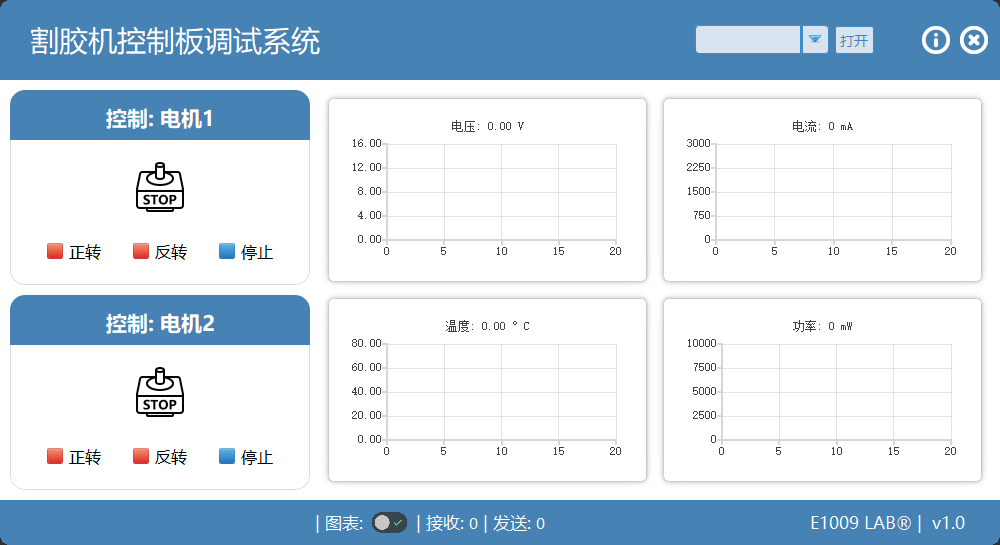 割胶机控制板调试系统
打开
控制: 电机1
STOP
正转 反转 停止
控制: 电机2
STOP
正转 反转 停止
电压: 0.00 V
16.00
12.00
8.00
4.00
0.00
0 5 10 15 20
电流: 0 mA
3000
2250
1500
750
0
0 5 10 15 20
温度: 0.00 °C
80.00
60.00
40.00
20.00
0.00
0 5 10 15 20
功率: 0 mW
10000
7500
5000
2500
0
0 5 10 15 20
| 图表: | 接收: 0 | 发送: 0
E1009 LAB® | v1.0